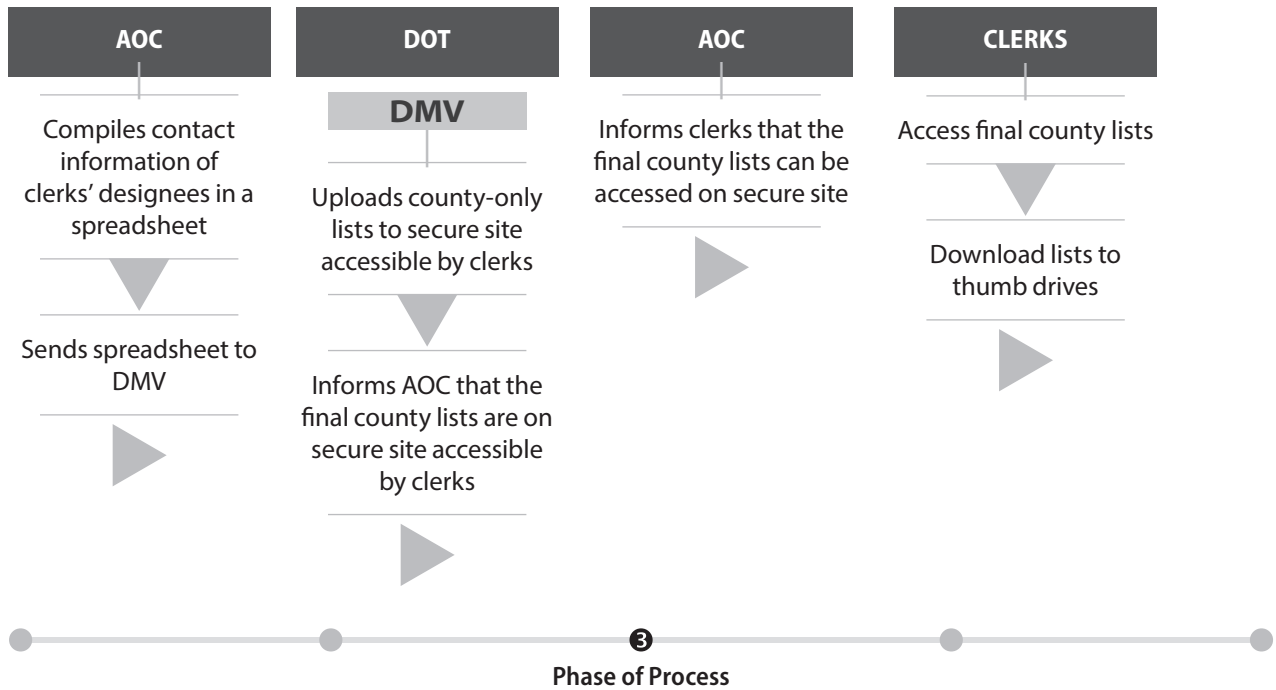 AOC
Compiles contact
information of
clerks’ designees in a
spreadsheet
Sends spreadsheet to
DMV
DOT
DMV
Uploads county-only
lists to secure site
accessible by clerks
Informs AOC that the
final county lists are on
secure site accessible
by clerks
AOC
Informs clerks that the
final county lists can be
accessed on secure site
CLERKS
Access final county lists
Download lists to
thumb drives
3
Phase of Process